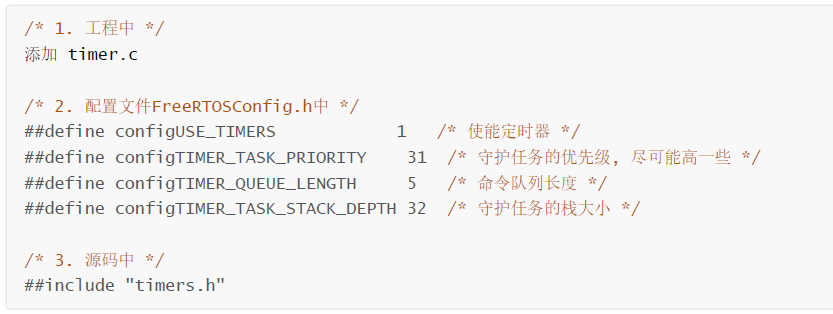 /* 1. 工程中 */
添加 timer.c
/* 2. 配置文件FreeRTOSConfig.h中 */
##define configUSE_TIMERS 1 /* 使能定时器 */
##define configTIMER_TASK_PRIORITY 31 /* 守护任务的优先级, 尽可能高一些 */
##define configTIMER_QUEUE_LENGTH 5 /* 命令队列长度 */
##define configTIMER_TASK_STACK_DEPTH 32 /* 守护任务的栈大小 */
/* 3. 源码中 */
##include "timers.h"